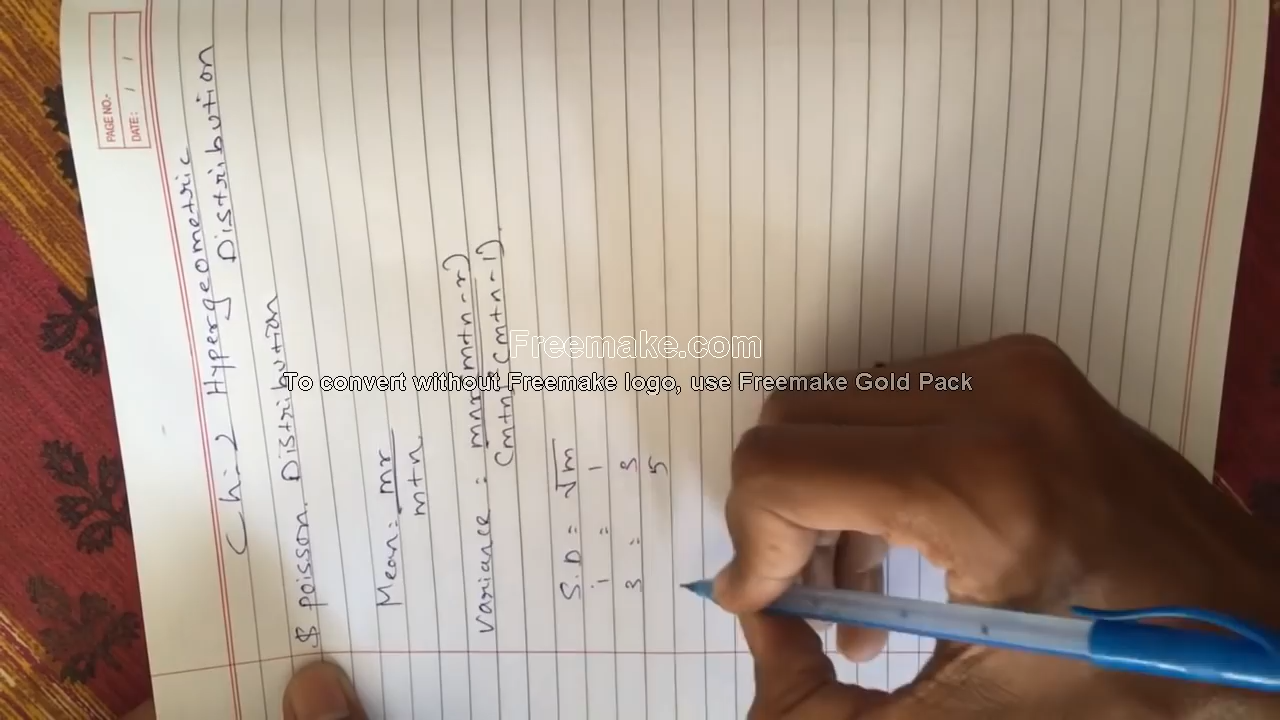 PAGE NO.:
DATE: / /
Ch-2 Hypergeometric
Distribution
$ poisson Distribution
Mean: mr
m+n
Variance : mnr(m+n-r)
(m+n)²(m+n-1).
S.D = √m
1 = 1
3 =
5
Freemake.com
To convert without Freemake logo, use Freemake Gold Pack